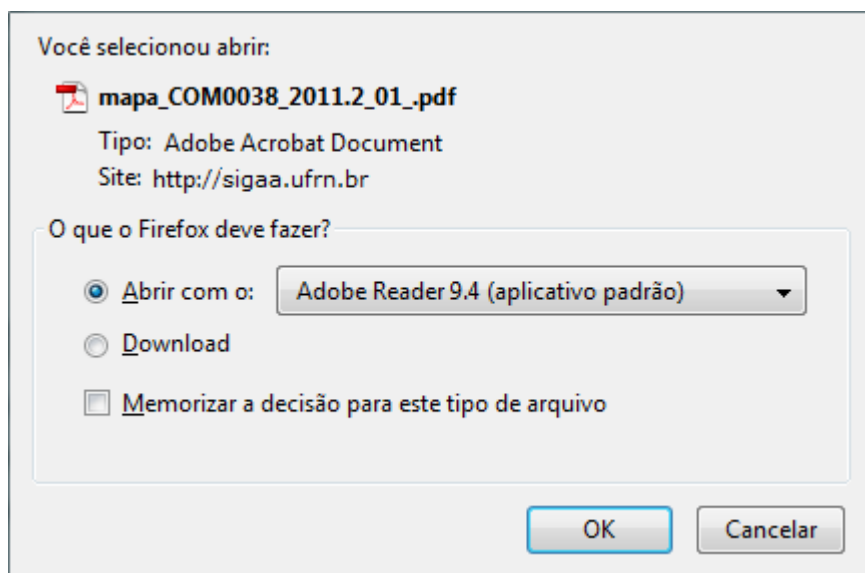 Você selecionou abrir:
mapa_COM0038_2011.2_01_.pdf
Tipo: Adobe Acrobat Document
Site: http://sigaa.ufrn.br
O que o Firefox deve fazer?
Abrir com o: Adobe Reader 9.4 (aplicativo padrão)
Download
Memorizar a decisão para este tipo de arquivo
OK Cancelar